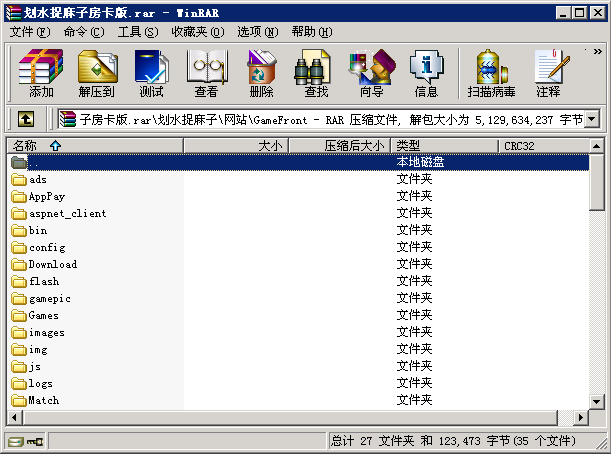 划水捉麻子房卡版.rar - WinRAR
文件(F) 命令(C) 工具(S) 收藏夹(O) 选项(N) 帮助(H)
添加 解压到 测试 查看 删除 查找 向导 信息 扫描病毒 注释
子房卡版.rar\划水捉麻子\网站\GameFront - RAR 压缩文件, 解包大小为 5,129,634,237 字节
名称 大小 压缩后大小 类型 CRC32
.. 本地磁盘
ads 文件夹
AppPay 文件夹
aspnet_client 文件夹
bin 文件夹
config 文件夹
Download 文件夹
flash 文件夹
gamepic 文件夹
Games 文件夹
images 文件夹
img 文件夹
js 文件夹
logs 文件夹
Match 文件夹
总计 27 文件夹 和 123,473 字节(35 个文件)